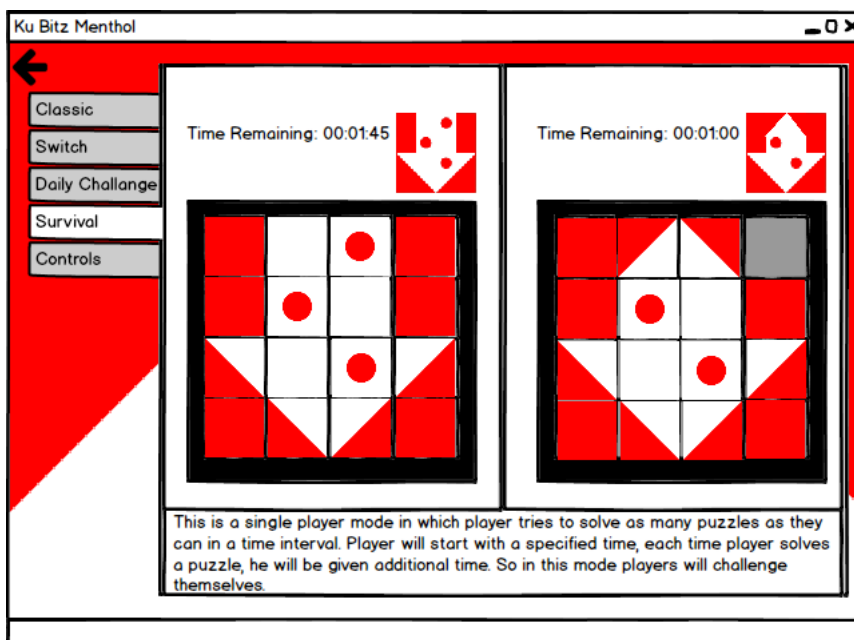 Ku Bitz Menthol
Classic
Switch
Daily Challange
Survival
Controls
Time Remaining: 00:01:45
Time Remaining: 00:01:00
This is a single player mode in which player tries to solve as many puzzles as they
can in a time interval. Player will start with a specified time, each time player solves
a puzzle, he will be given additional time. So in this mode players will challenge
themselves.